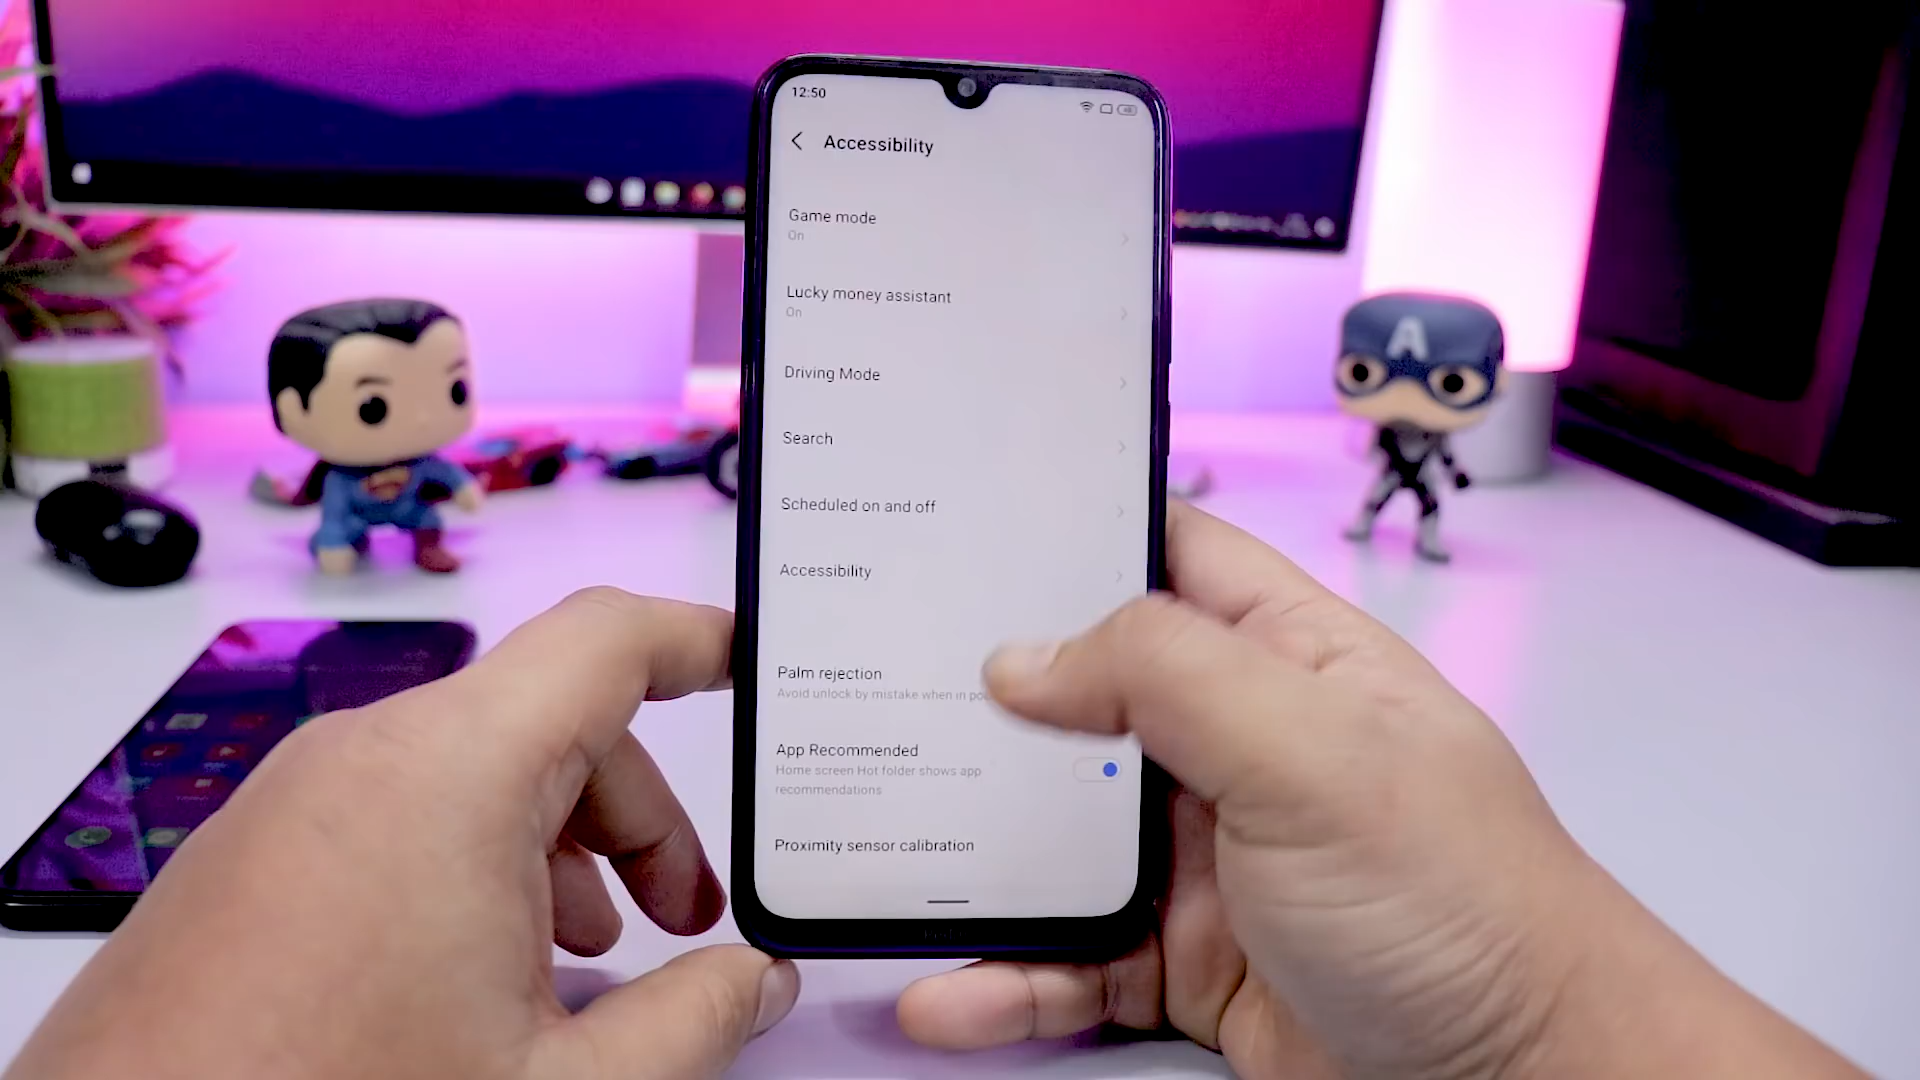 12:50
Accessibility
Game mode
On
Lucky money assistant
On
Driving Mode
Search
Scheduled on and off
Accessibility
Palm rejection
Avoid unlock by mistake when in
App Recommended
Home screen Hot folder shows app
recommendations
Proximity sensor calibration
A